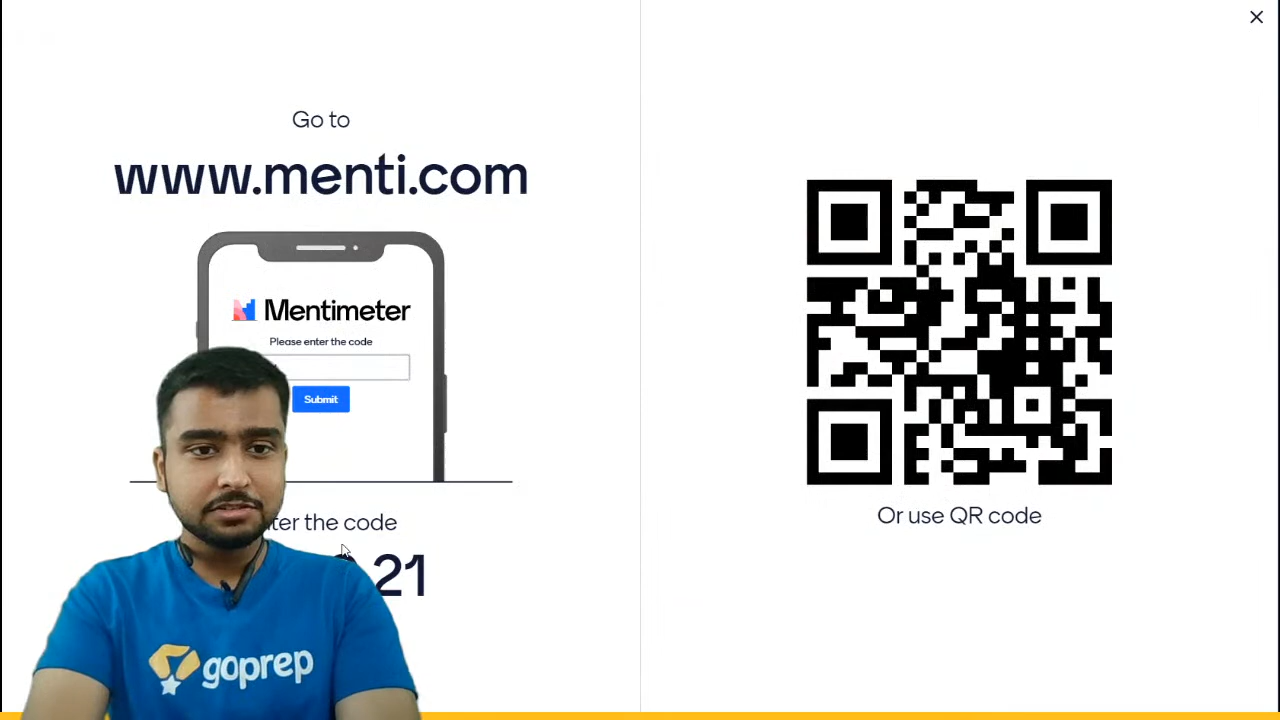 Go to
www.menti.com
Mentimeter
Please enter the code
Submit
the code
21
goprep
Or use QR code